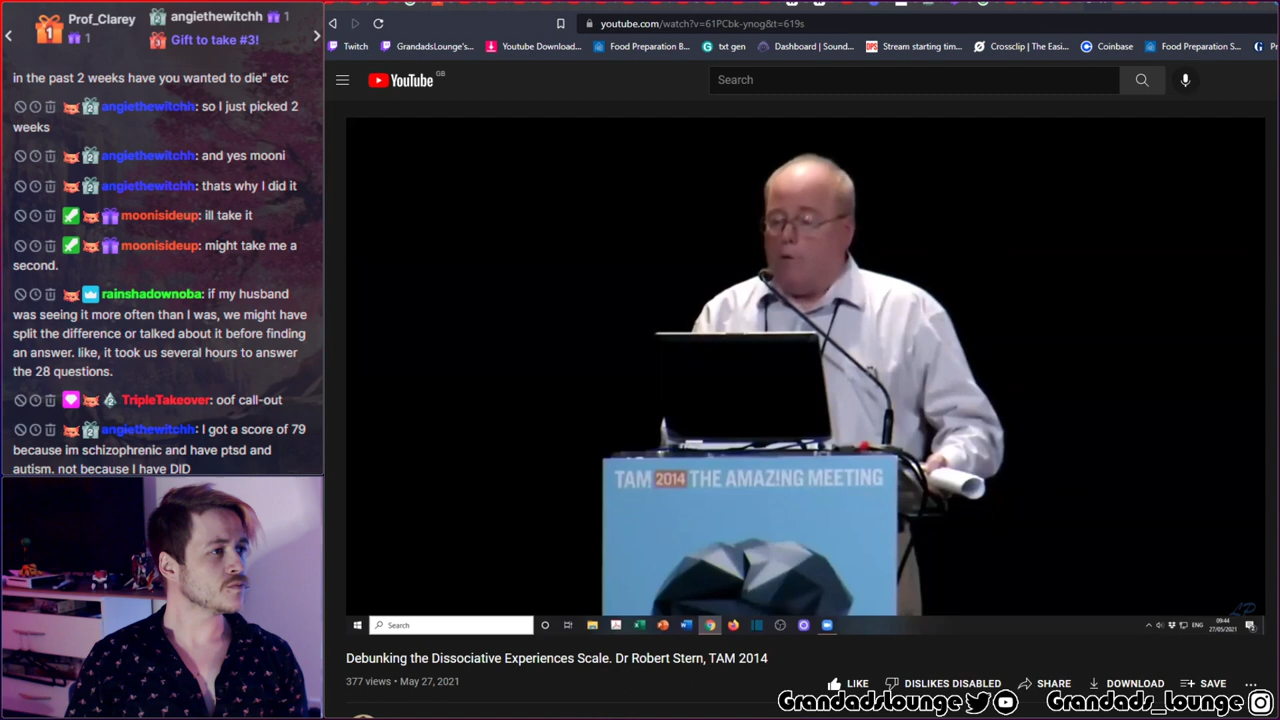 Prof_Clarey
1
1
angiethewitchh 1
Gift to take #3!
in the past 2 weeks have you wanted to die" etc
angiethewitchh: so I just picked 2
weeks
angiethewitchh: and yes mooni
angiethewitchh: thats why I did it
moonisideup: ill take it
moonisideup: might take me a
second.
rainshadownoba: if my husband
was seeing it more often than I was, we might have
split the difference or talked about it before finding
an answer. like, it took us several hours to answer
the 28 questions.
TripleTakeover: oof call-out
angiethewitchh: I got a score of 79
because im schizophrenic and have ptsd and
autism. not because I have DID
youtube.com/watch?v=61PCbk-ynog&t=619s
Twitch
GrandadsLounge's...
Youtube Download...
Food Preparation B...
txt gen
Dashboard | Sound...
OPS
Stream starting tim...
Crossclip | The Easi...
Coinbase
Food Preparation S...
YouTube GB
Search
TAM 2014 THE AMAZ!NG MEETING
Search
ENG
09:44
27/05/2021
Debunking the Dissociative Experiences Scale. Dr Robert Stern, TAM 2014
377 views • May 27, 2021
LIKE
DISLIKES DISABLED
SHARE
DOWNLOAD
SAVE
Grandadslounge
Grandads_lounge